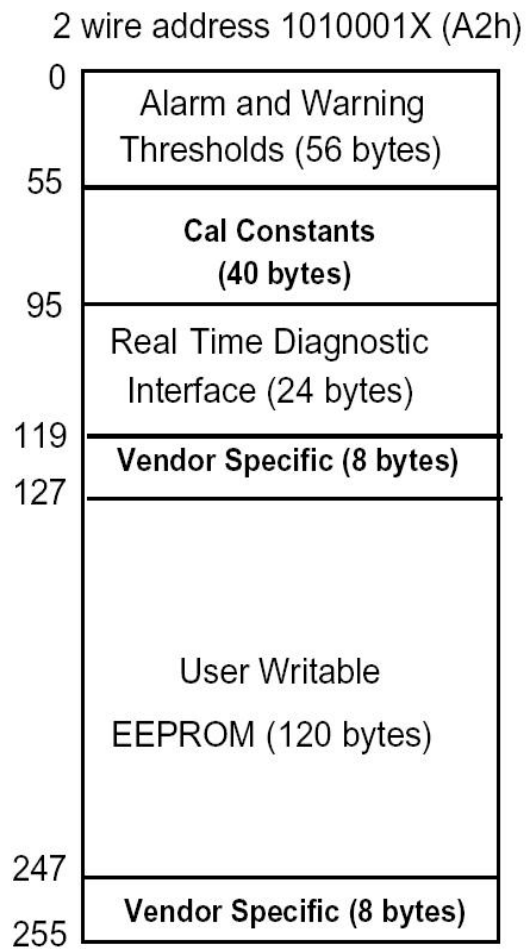 2 wire address 1010001X (A2h)
0
Alarm and Warning
Thresholds (56 bytes)
55
Cal Constants
(40 bytes)
95
Real Time Diagnostic
Interface (24 bytes)
119
Vendor Specific (8 bytes)
127
User Writable
EEPROM (120 bytes)
247
Vendor Specific (8 bytes)
255